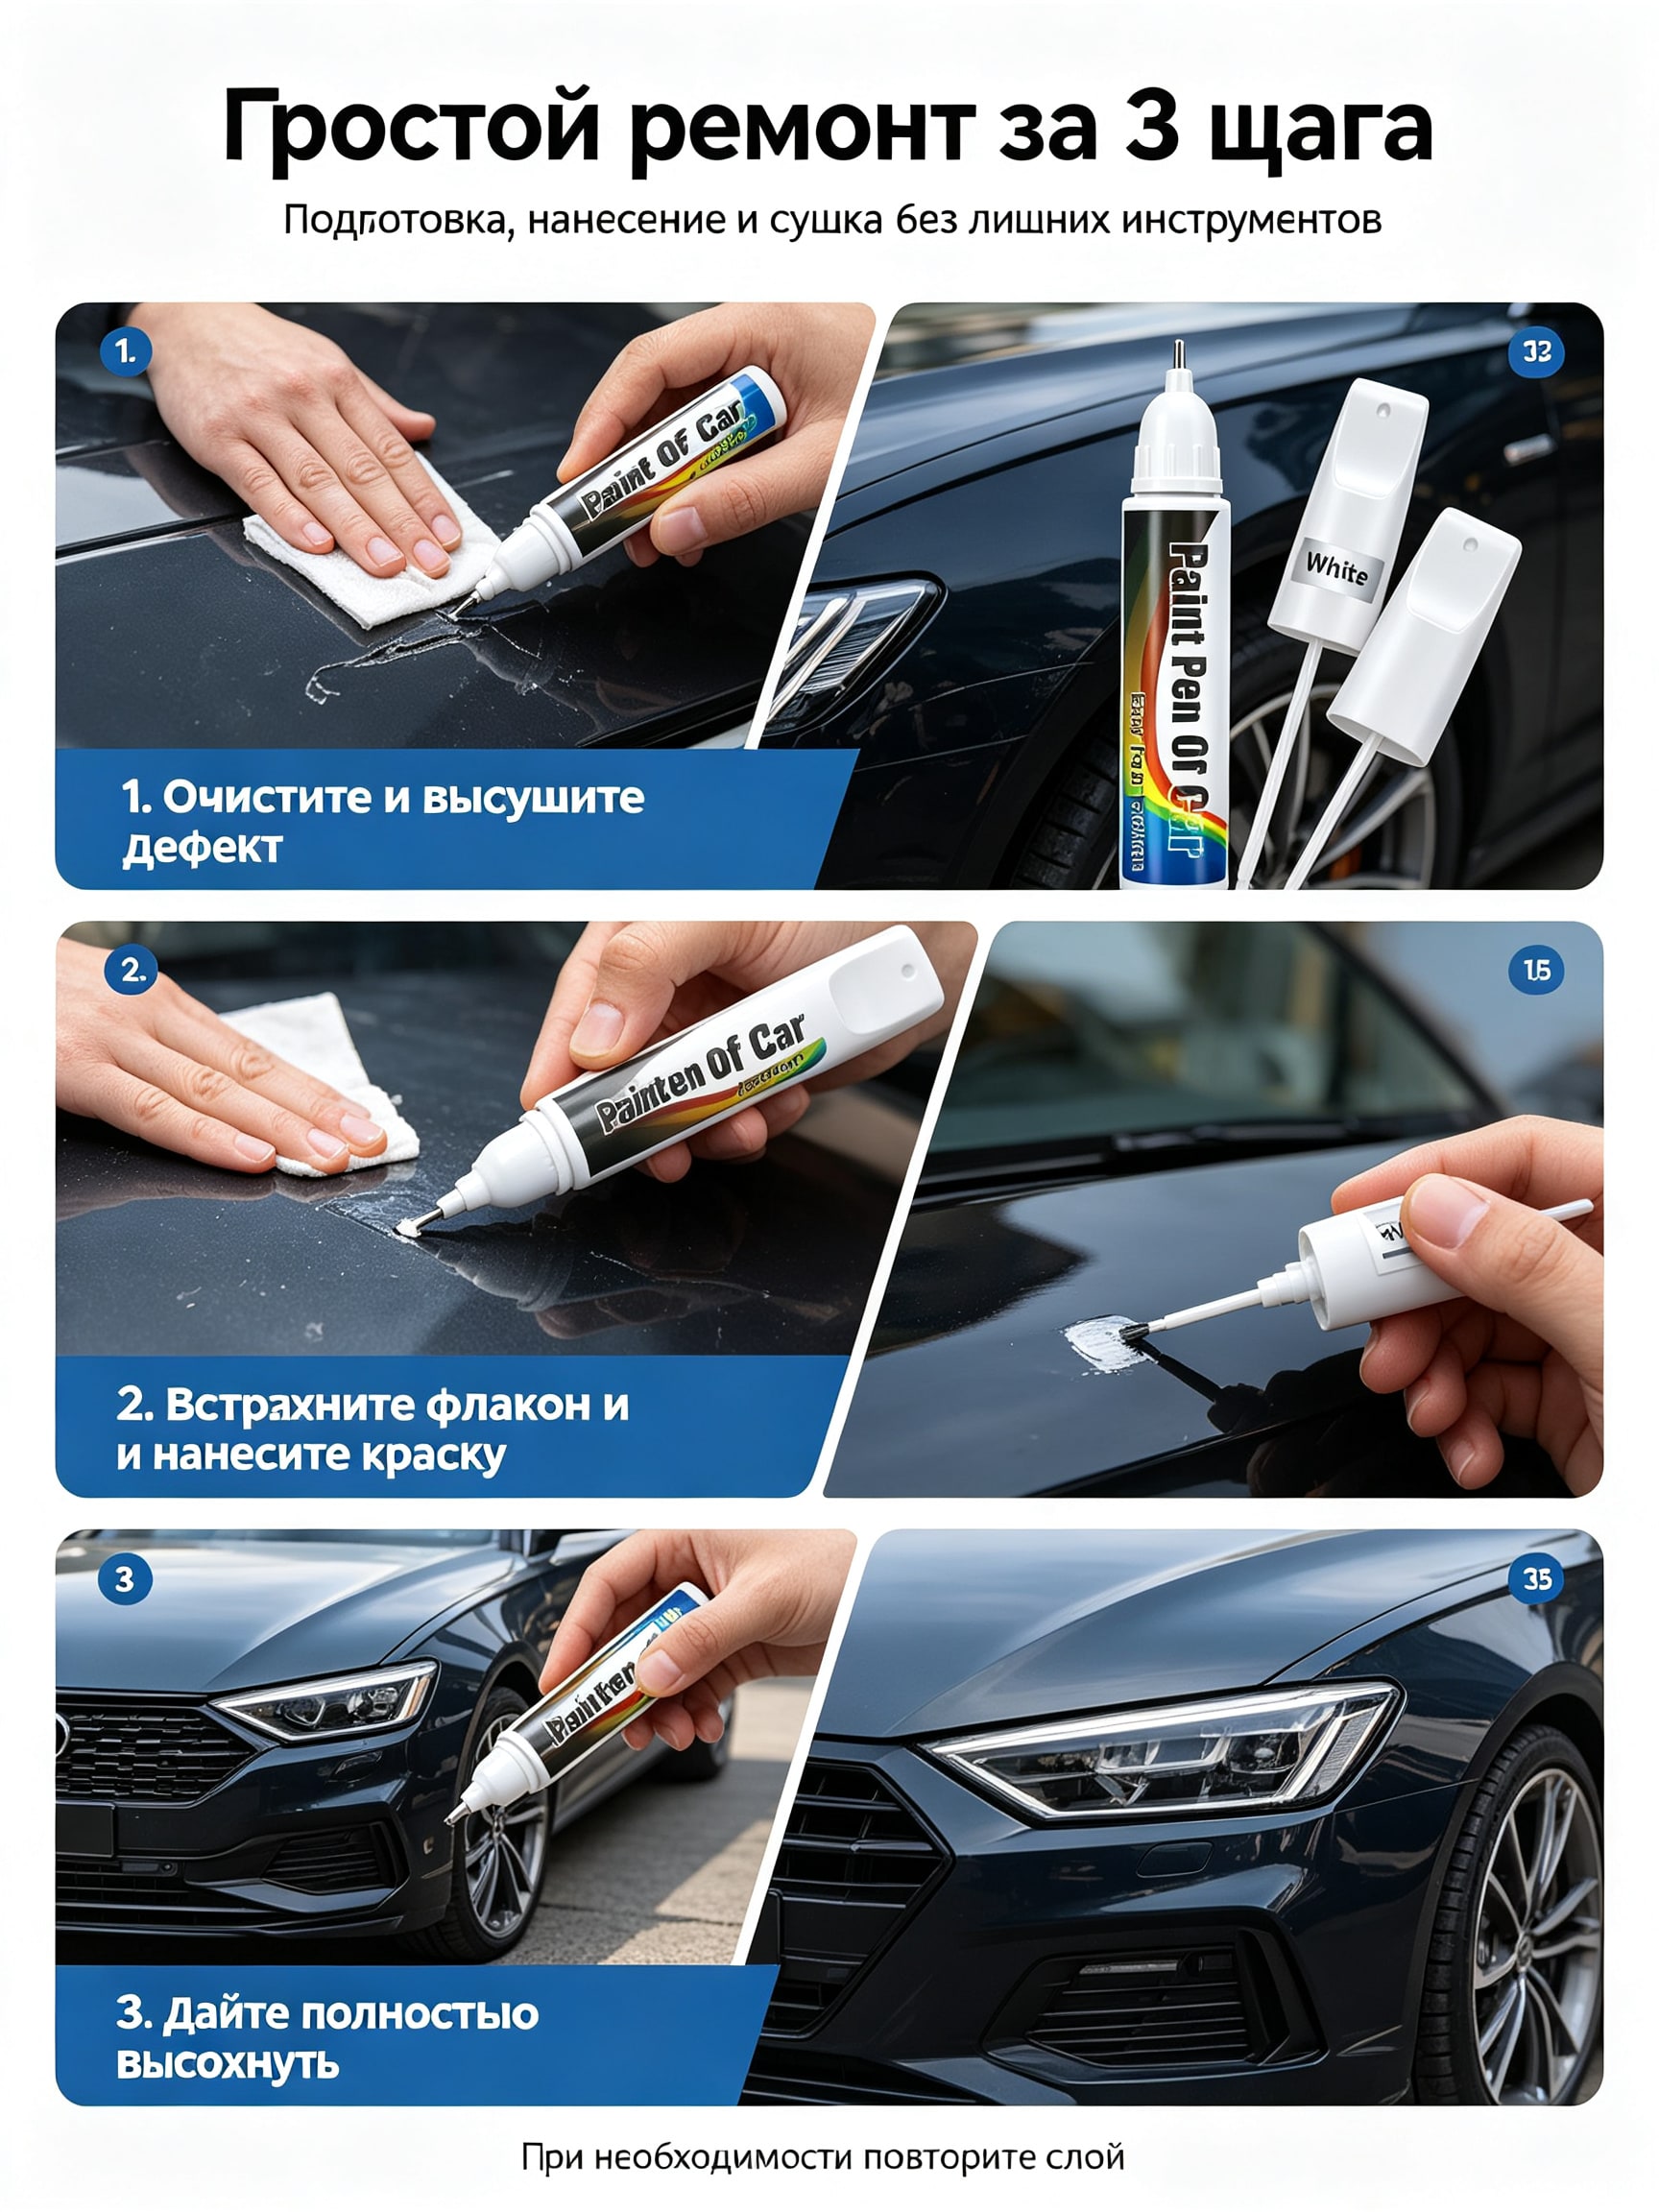 Гростой ремонт за 3 щага
Подготовка, нанесение и сушка без лишних инструментов
1.
Paint Of Car
32
Paint Pen Of Car
White
1. Очистите и высушите
дефект
2.
Painten Of Car
15
2. Встрахните флакон и
и нанесите краску
3
35
3. Дайте полностью
высохнуть
При необходимости повторите слой